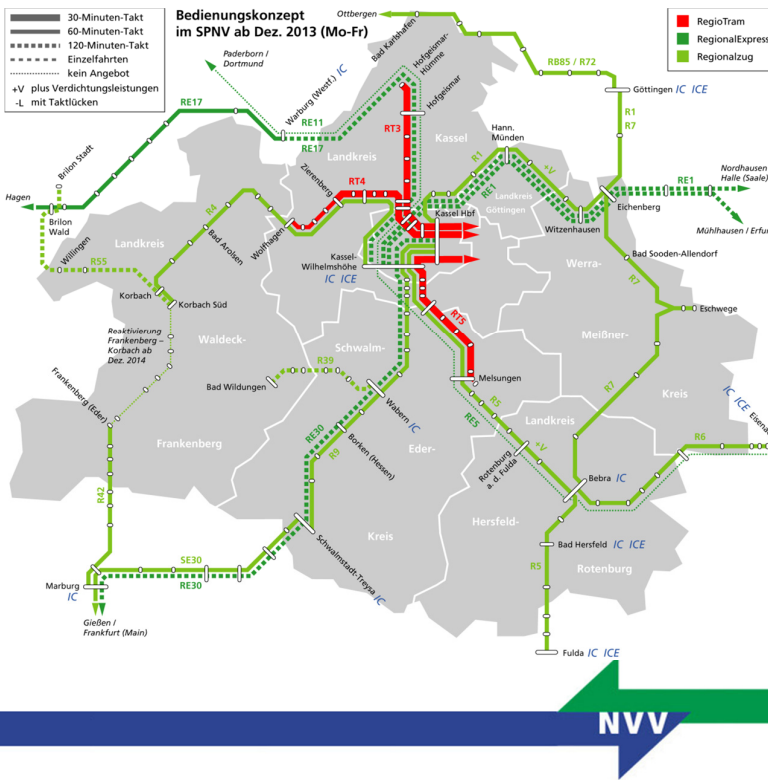 30-Minuten-Takt
60-Minuten-Takt
120-Minuten-Takt
Einzelfahrten
kein Angebot
+V plus Verdichtungsleistungen
-L mit Taktlücken
Bedienungskonzept
im SPNV ab Dez. 2013 (Mo-Fr)
RegioTram
RegionalExpress
Regionalzug
Ottbergen
Bad Karlshafen
Paderborn /
Dortmund
Warburg (Westf.) IC
Hofgeismar-
Hümme
Hofgeismar
RB85 / R72
Göttingen IC ICE
R1
R7
RE17
RE11
RE17
RT3
Landkreis
Kassel
Hann.
Münden
R1
RE1
+V
Landkreis
Göttingen
Nordhausen
Halle (Saale)
RE1
Eichenberg
Witzenhausen
Mühlhausen / Erfu
Brilon Stadt
Hagen
Brilon
Wald
Willingen
R55
Zierenberg
RT4
R4
Wolfhagen
Bad Arolsen
Landkreis
Kassel Hbf
Kassel-
Wilhelmshöhe
IC ICE
Korbach
Korbach Süd
Bad Sooden-Allendorf
Werra-
R7
Eschwege
Reaktivierung
Frankenberg –
Korbach ab
Dez. 2014
Waldeck-
Schwalm-
RT5
Meißner-
R39
Bad Wildungen
Melsungen
R7
Kreis
IC ICE
Eisena
Frankenberg (Eder)
Frankenberg
Wabern IC
R5
RE5
Landkreis
R6
RE30
R9
Borken (Hessen)
Eder-
+V
Rotenburg
a. d. Fulda
Bebra IC
R42
Hersfeld-
Kreis
Schwalmstadt-Treysa IC
Bad Hersfeld IC ICE
R5
Rotenburg
SE30
RE30
Marburg
IC
Gießen /
Frankfurt (Main)
Fulda IC ICE
NVV